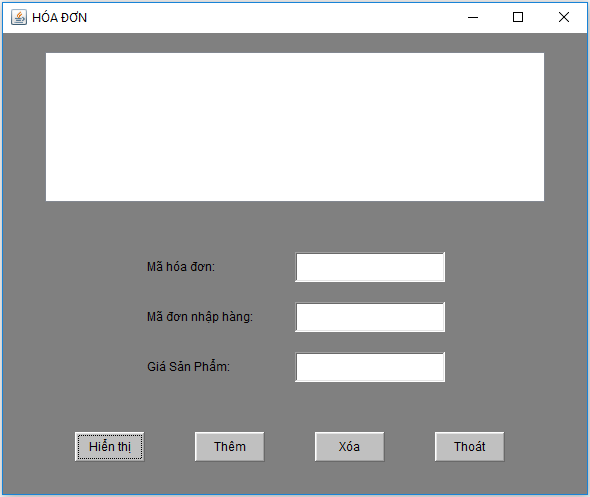 HÓA ĐƠN
Mã hóa đơn:
Mã đơn nhập hàng:
Giá Sản Phẩm:
Hiển thị Thêm Xóa Thoát